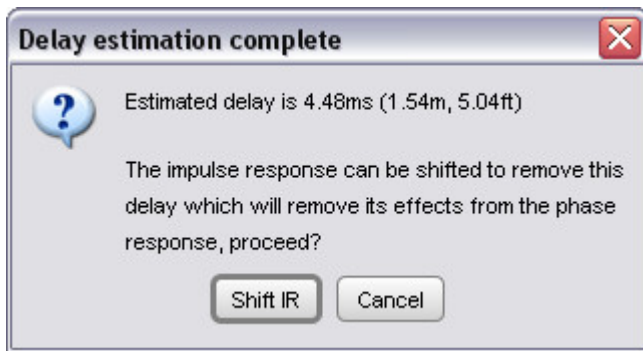 Delay estimation complete
Estimated delay is 4.48ms (1.54m, 5.04ft)
The impulse response can be shifted to remove this
delay which will remove its effects from the phase
response, proceed?
Shift IR
Cancel